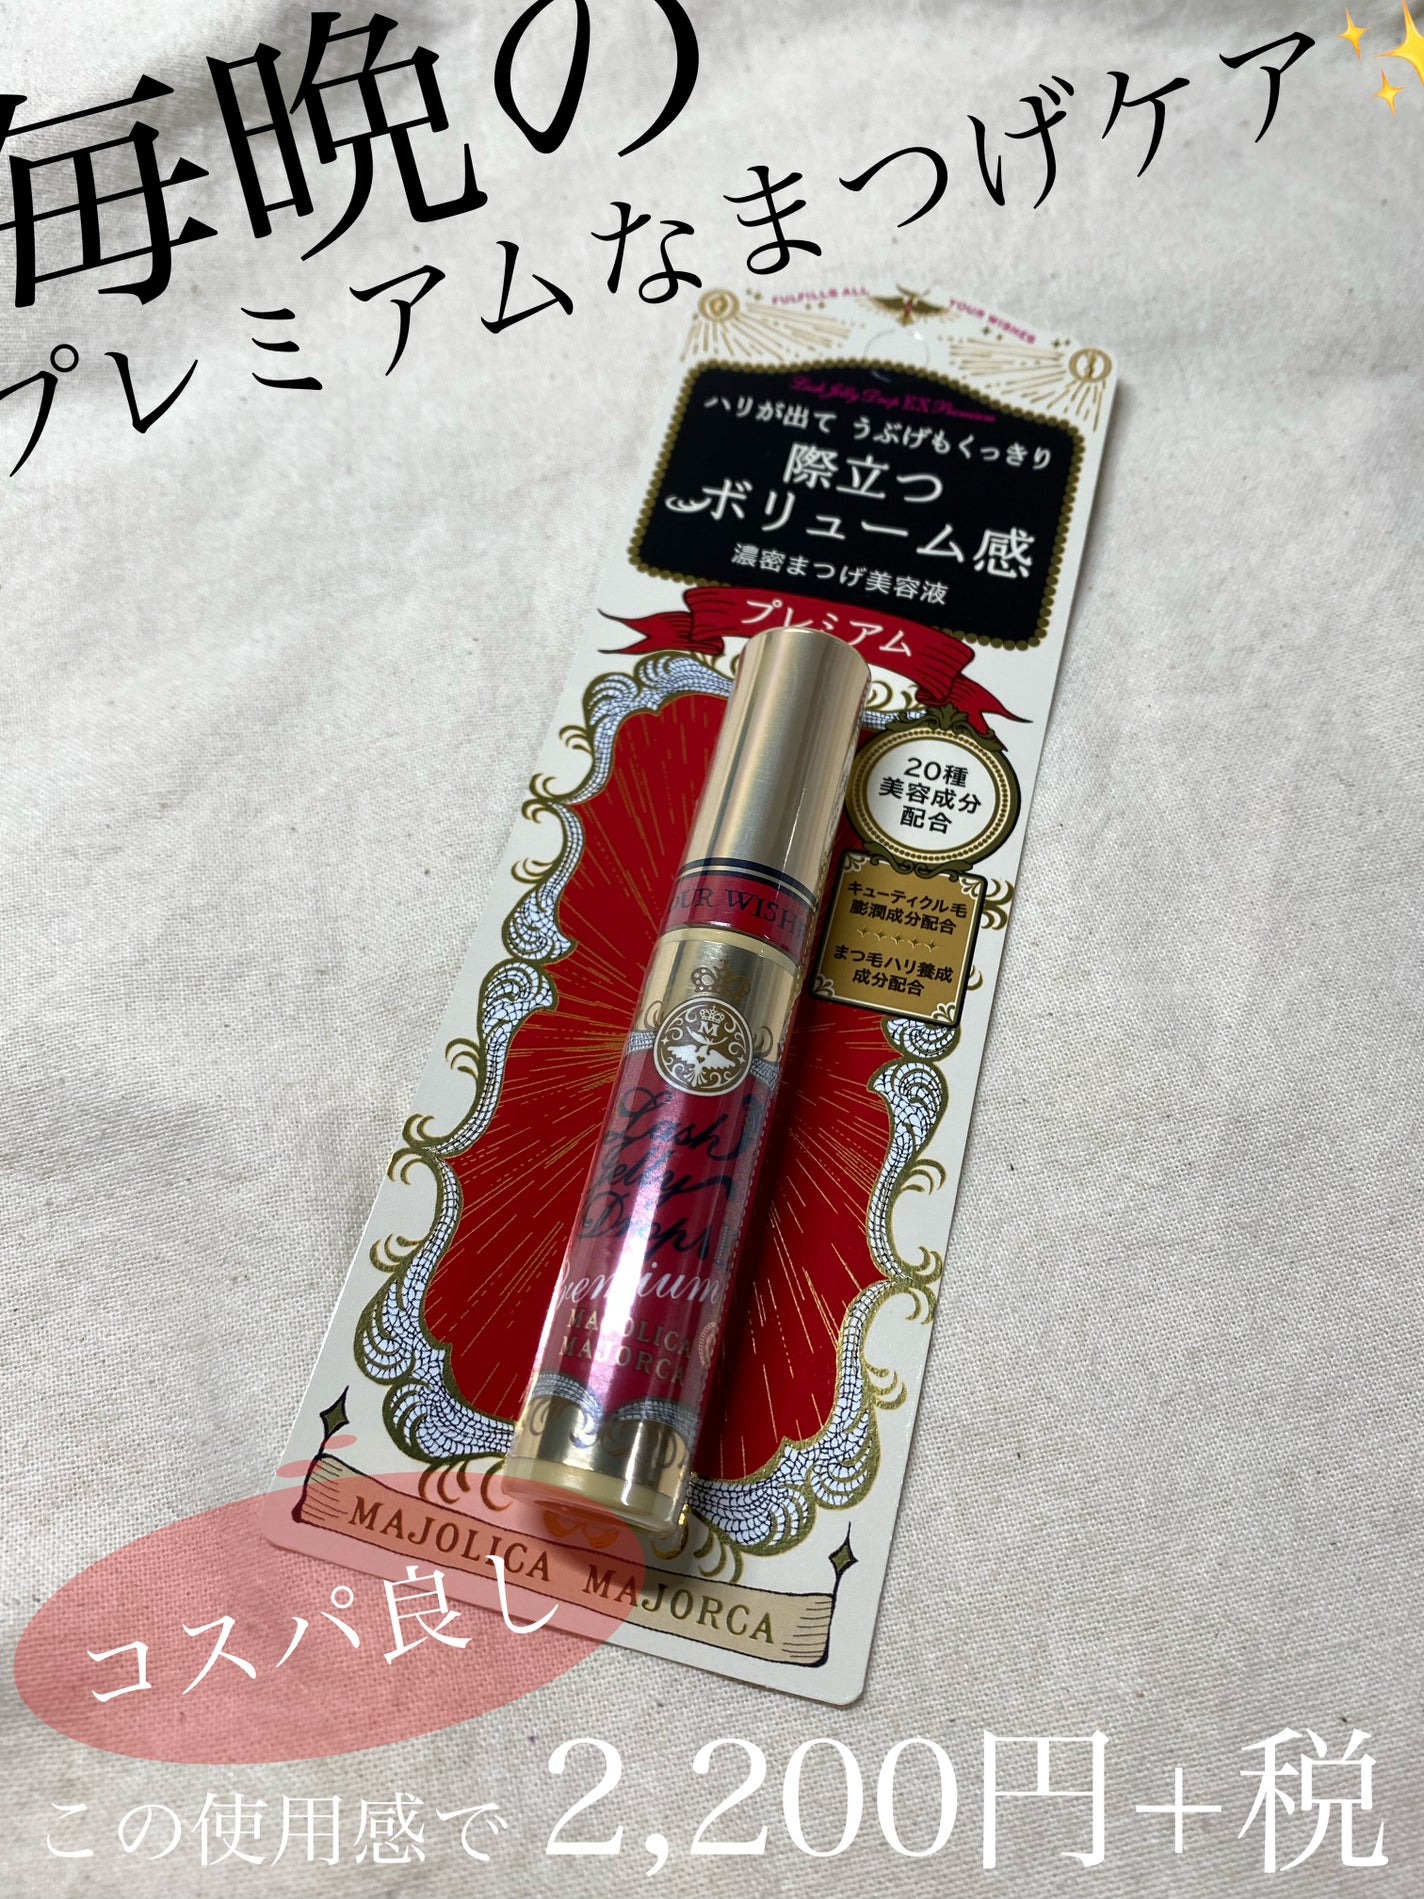 毎晩の
プレミアムなまつげケア✨
FULFILLS ALL YOUR WISHES
Lash Jelly Drop EX Premium
ハリが出て うぶげもくっきり
際立つ
ボリューム感
濃密まつげ美容液
プレミアム
20種
美容成分
配合
キューティクル毛
膨潤成分配合
まつ毛ハリ養成
成分配合
OUR WISHE
M
Lash
Jelly
Drop
Premium
MAJOLICA
MAJORCA
MAJOLICA MAJORCA
コスパ良し
この使用感で 2,200円+税